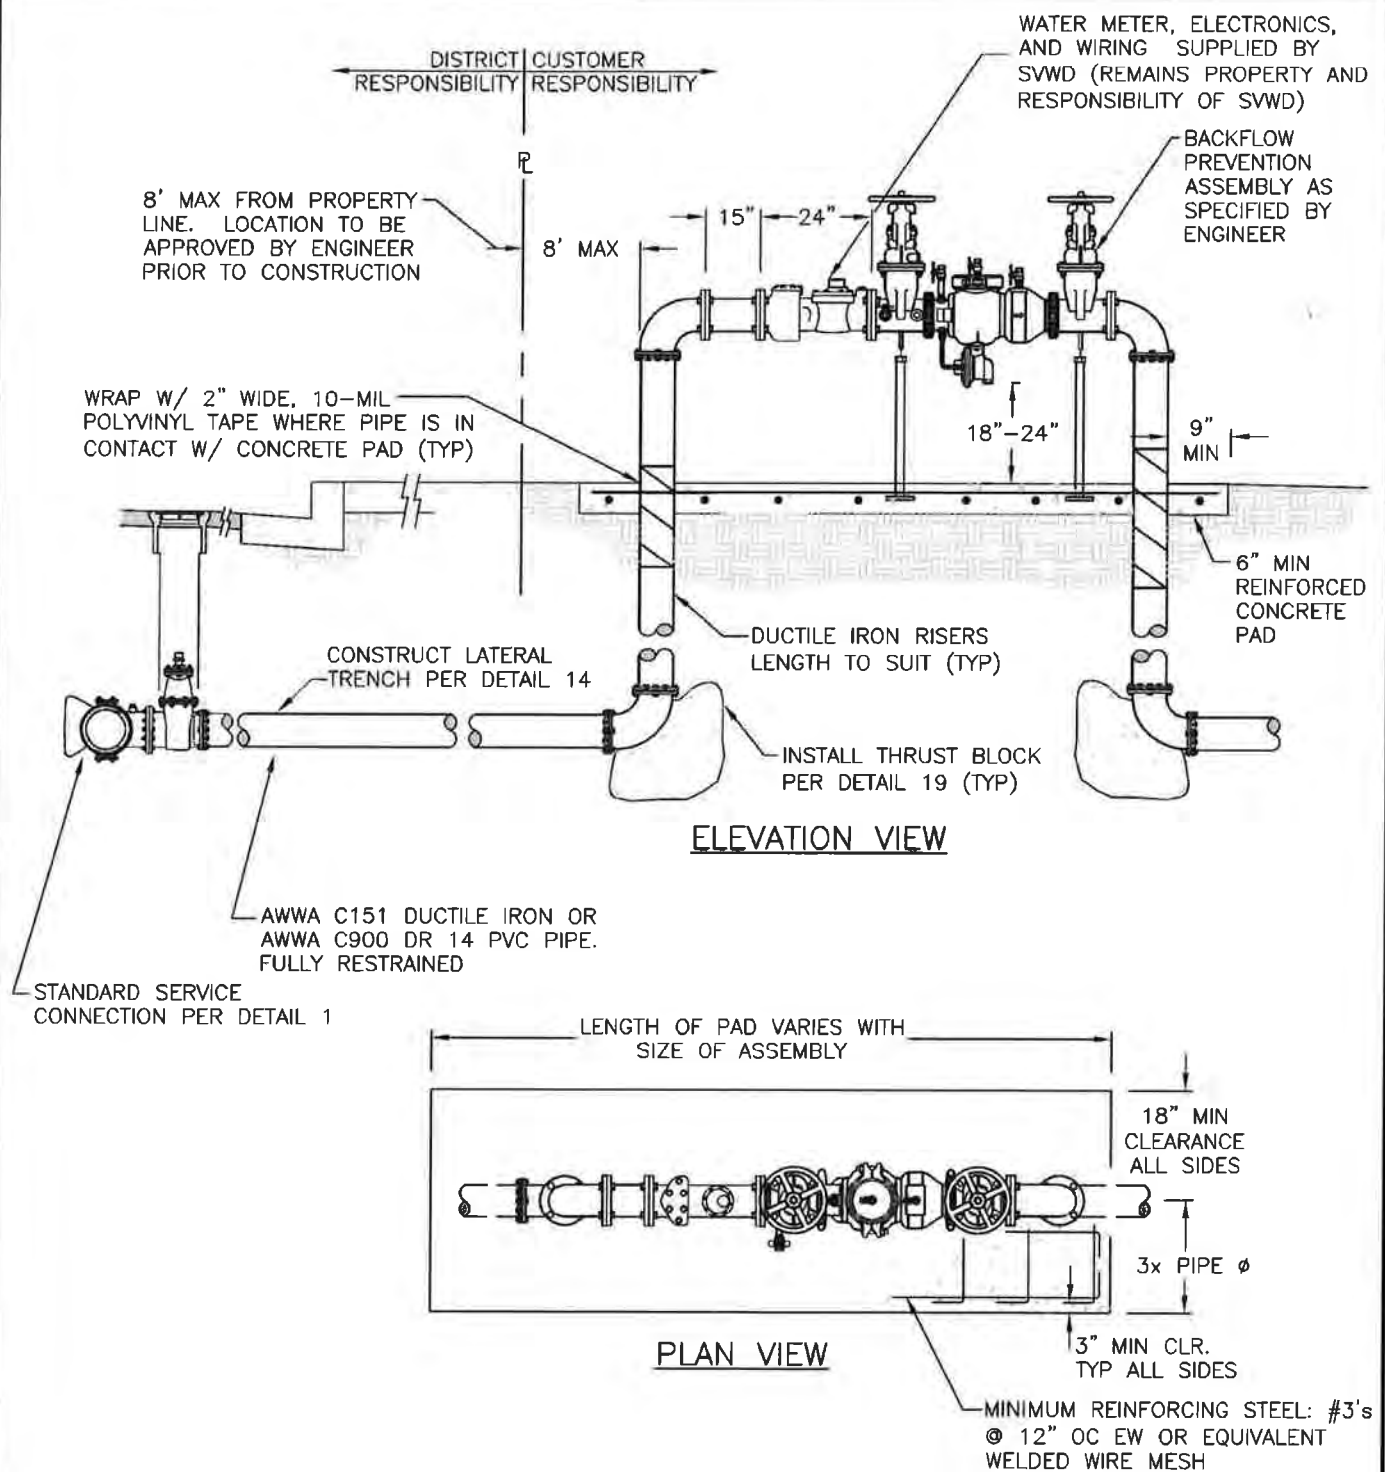 WATER METER, ELECTRONICS,
AND WIRING SUPPLIED BY
SVWD (REMAINS PROPERTY AND
RESPONSIBILITY OF SVWD)
DISTRICT CUSTOMER
RESPONSIBILITY RESPONSIBILITY
BACKFLOW
PREVENTION
ASSEMBLY AS
SPECIFIED BY
ENGINEER
PL
8' MAX FROM PROPERTY
LINE. LOCATION TO BE
APPROVED BY ENGINEER
PRIOR TO CONSTRUCTION
8' MAX
15"
24"
WRAP W/ 2" WIDE, 10-MIL
POLYVINYL TAPE WHERE PIPE IS IN
CONTACT W/ CONCRETE PAD (TYP)
18"-24"
9"
MIN
6" MIN
REINFORCED
CONCRETE
PAD
DUCTILE IRON RISERS
LENGTH TO SUIT (TYP)
CONSTRUCT LATERAL
TRENCH PER DETAIL 14
INSTALL THRUST BLOCK
PER DETAIL 19 (TYP)
ELEVATION VIEW
AWWA C151 DUCTILE IRON OR
AWWA C900 DR 14 PVC PIPE.
FULLY RESTRAINED
STANDARD SERVICE
CONNECTION PER DETAIL 1
LENGTH OF PAD VARIES WITH
SIZE OF ASSEMBLY
18" MIN
CLEARANCE
ALL SIDES
3x PIPE ø
3" MIN CLR.
TYP ALL SIDES
PLAN VIEW
MINIMUM REINFORCING STEEL: #3's
@ 12" OC EW OR EQUIVALENT
WELDED WIRE MESH